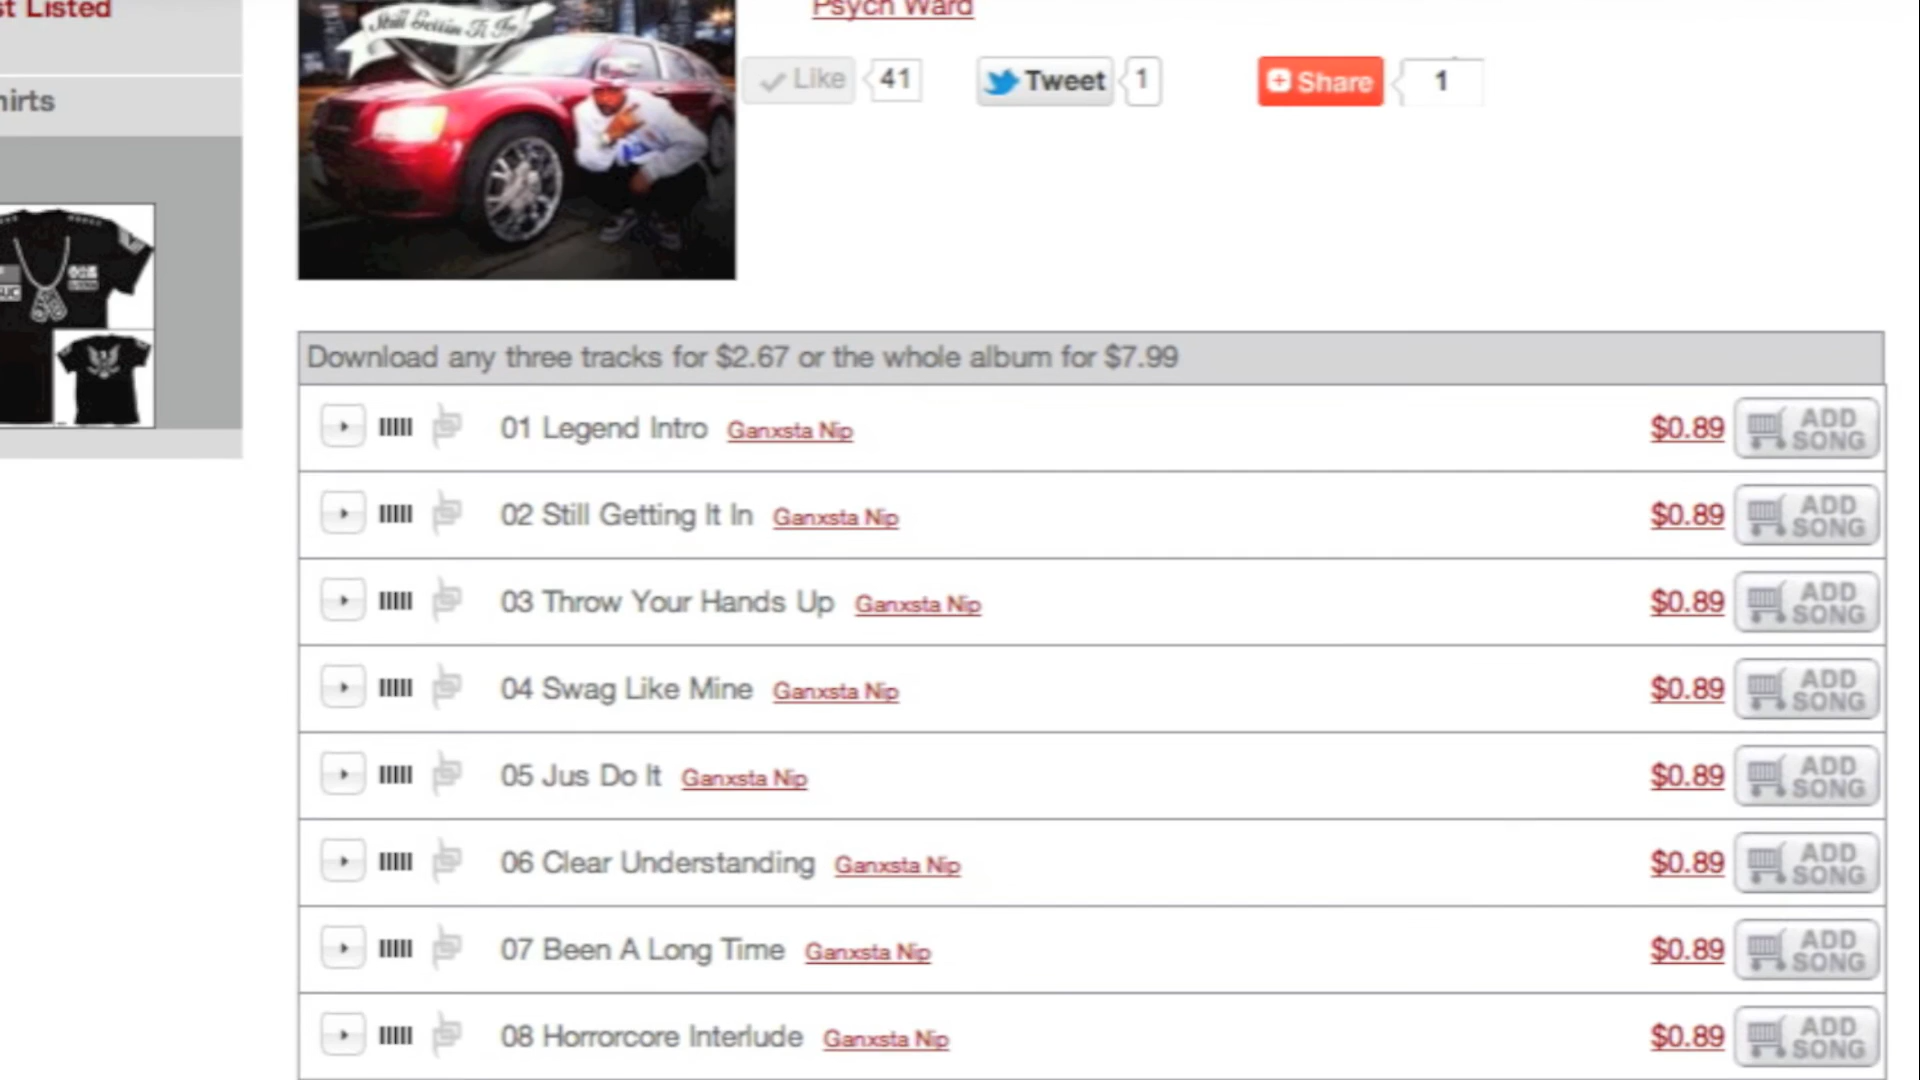 st Listed
hirts
Still Gettin It In
Psych Ward
Like 41
Tweet 1
Share 1
Download any three tracks for $2.67 or the whole album for $7.99
01 Legend Intro Ganxsta Nip $0.89 ADD SONG
02 Still Getting It In Ganxsta Nip $0.89 ADD SONG
03 Throw Your Hands Up Ganxsta Nip $0.89 ADD SONG
04 Swag Like Mine Ganxsta Nip $0.89 ADD SONG
05 Jus Do It Ganxsta Nip $0.89 ADD SONG
06 Clear Understanding Ganxsta Nip $0.89 ADD SONG
07 Been A Long Time Ganxsta Nip $0.89 ADD SONG
08 Horrorcore Interlude Ganxsta Nip $0.89 ADD SONG